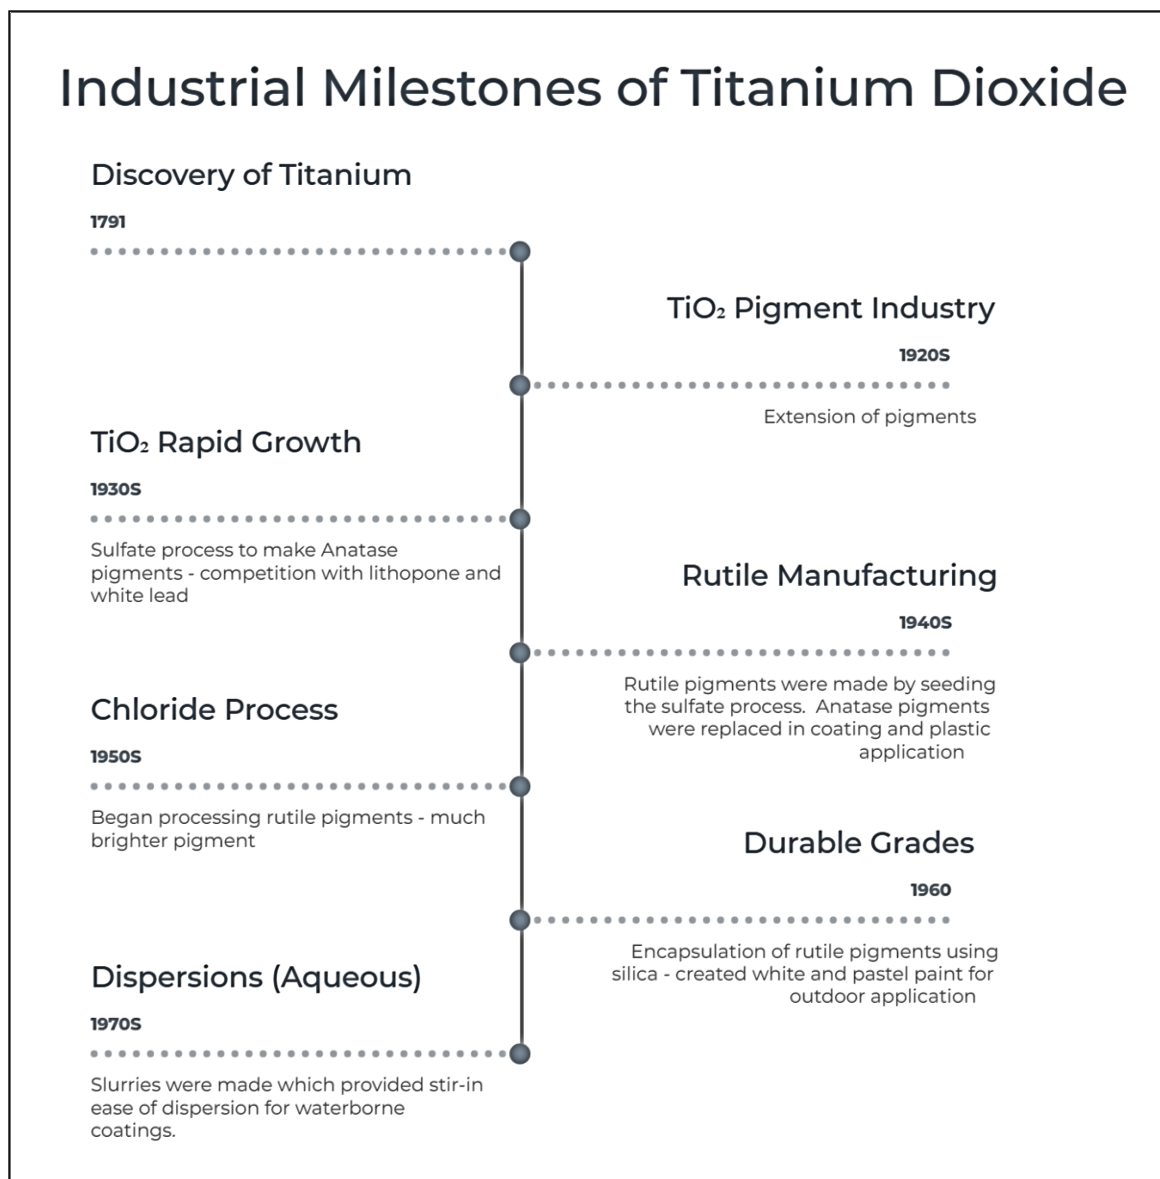 Industrial Milestones of Titanium Dioxide
Discovery of Titanium
1791
TiO₂ Pigment Industry
1920S
Extension of pigments
TiO₂ Rapid Growth
1930S
Sulfate process to make Anatase
pigments - competition with lithopone and
white lead
Rutile Manufacturing
1940S
Rutile pigments were made by seeding
the sulfate process.  Anatase pigments
were replaced in coating and plastic
application
Chloride Process
1950S
Began processing rutile pigments - much
brighter pigment
Durable Grades
1960
Encapsulation of rutile pigments using
silica - created white and pastel paint for
outdoor application
Dispersions (Aqueous)
1970S
Slurries were made which provided stir-in
ease of dispersion for waterborne
coatings.